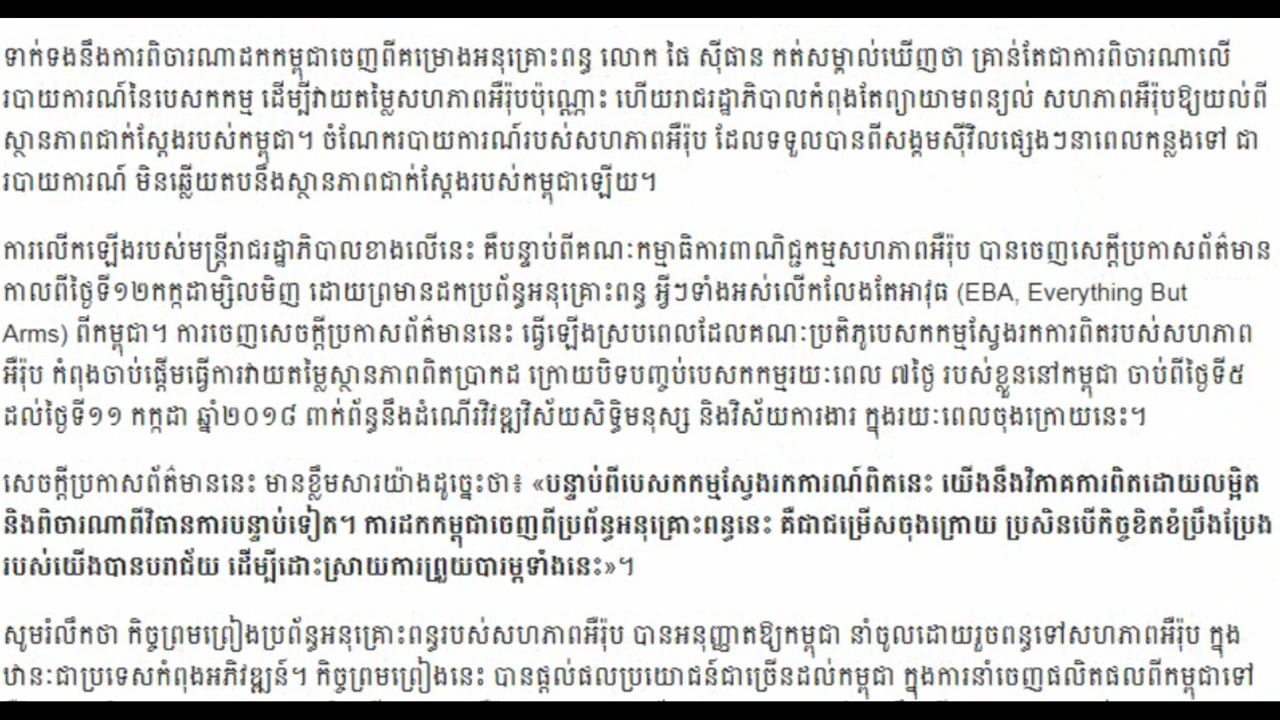 ទាក់ទងនឹងការពិចារណាដកកម្ពុជាចេញពីគម្រោងអនុគ្រោះពន្ធ លោក ផៃ ស៊ីផាន កត់សម្គាល់ឃើញថា គ្រាន់តែជាការពិចារណាលើ
របាយការណ៍នៃបេសកកម្ម ដើម្បីវាយតម្លៃសហភាពអឺរ៉ុបប៉ុណ្ណោះ ហើយរាជរដ្ឋាភិបាលកំពុងតែព្យាយាមពន្យល់ សហភាពអឺរ៉ុបឱ្យយល់ពី
ស្ថានភាពជាក់ស្ដែងរបស់កម្ពុជា។ ចំណែករបាយការណ៍របស់សហភាពអឺរ៉ុប ដែលទទួលបានពីសង្គមស៊ីវិលផ្សេងៗនាពេលកន្លងទៅ ជា
របាយការណ៍ មិនឆ្លើយតបនឹងស្ថានភាពជាក់ស្ដែងរបស់កម្ពុជាឡើយ។
ការលើកឡើងរបស់មន្ត្រីរាជរដ្ឋាភិបាលខាងលើនេះ គឺបន្ទាប់ពីគណៈកម្មាធិការពាណិជ្ជកម្មសហភាពអឺរ៉ុប បានចេញសេក្ដីប្រកាសព័ត៌មាន
កាលពីថ្ងៃទី១២កក្កដាម្សិលមិញ ដោយព្រមានដកប្រព័ន្ធអនុគ្រោះពន្ធ អ្វីៗទាំងអស់លើកលែងតែអាវុធ (EBA, Everything But
Arms) ពីកម្ពុជា។ ការចេញសេចក្ដីប្រកាសព័ត៌មាននេះ ធ្វើឡើងស្របពេលដែលគណៈប្រតិភូបេសកកម្មស្វែងរកការពិតរបស់សហភាព
អឺរ៉ុប កំពុងចាប់ផ្ដើមធ្វើការវាយតម្លៃស្ថានភាពពិតប្រាកដ ក្រោយបិទបញ្ចប់បេសកកម្មរយៈពេល ៧ថ្ងៃ របស់ខ្លួននៅកម្ពុជា ចាប់ពីថ្ងៃទី៥
ដល់ថ្ងៃទី១១ កក្កដា ឆ្នាំ២០១៨ ពាក់ព័ន្ធនឹងដំណើរវិវឌ្ឍវិស័យសិទ្ធិមនុស្ស និងវិស័យការងារ ក្នុងរយៈពេលចុងក្រោយនេះ។
សេចក្ដីប្រកាសព័ត៌មាននេះ មានខ្លឹមសារយ៉ាងដូច្នេះថា៖ «បន្ទាប់ពីបេសកកម្មស្វែងរកការណ៍ពិតនេះ យើងនឹងវិភាគការពិតដោយលម្អិត
និងពិចារណាពីវិធានការបន្ទាប់ទៀត។ ការដកកម្ពុជាចេញពីប្រព័ន្ធអនុគ្រោះពន្ធនេះ គឺជាជម្រើសចុងក្រោយ ប្រសិនបើកិច្ចខិតខំប្រឹងប្រែង
របស់យើងបានបរាជ័យ ដើម្បីដោះស្រាយការព្រួយបារម្ភទាំងនេះ»។
សូមរំលឹកថា កិច្ចព្រមព្រៀងប្រព័ន្ធអនុគ្រោះពន្ធរបស់សហភាពអឺរ៉ុប បានអនុញ្ញាតឱ្យកម្ពុជា នាំចូលដោយរួចពន្ធទៅសហភាពអឺរ៉ុប ក្នុង
ឋានៈជាប្រទេសកំពុងអភិវឌ្ឍន៍។ កិច្ចព្រមព្រៀងនេះ បានផ្ដល់ផលប្រយោជន៍ជាច្រើនដល់កម្ពុជា ក្នុងការនាំចេញផលិតផលពីកម្ពុជាទៅ